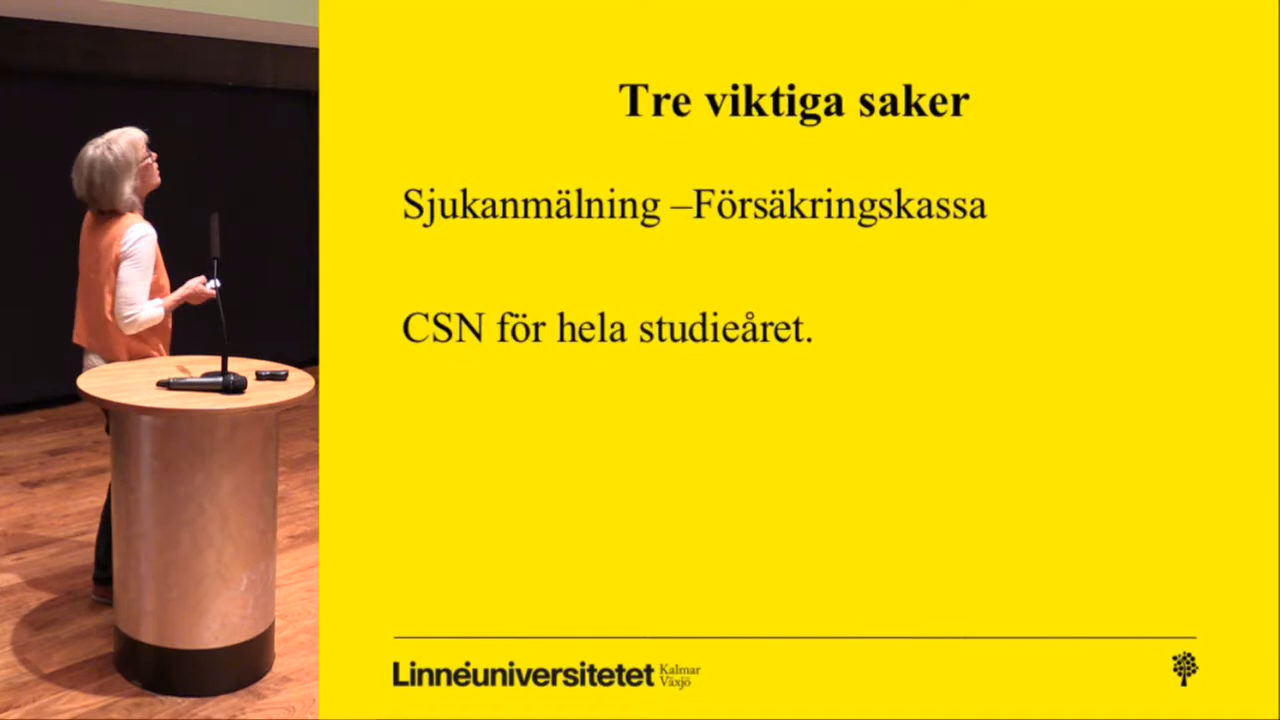 Tre viktiga saker
Sjukanmälning –Försäkringskassa
CSN för hela studieåret.
Linnéuniversitetet
Kalmar
Växjö